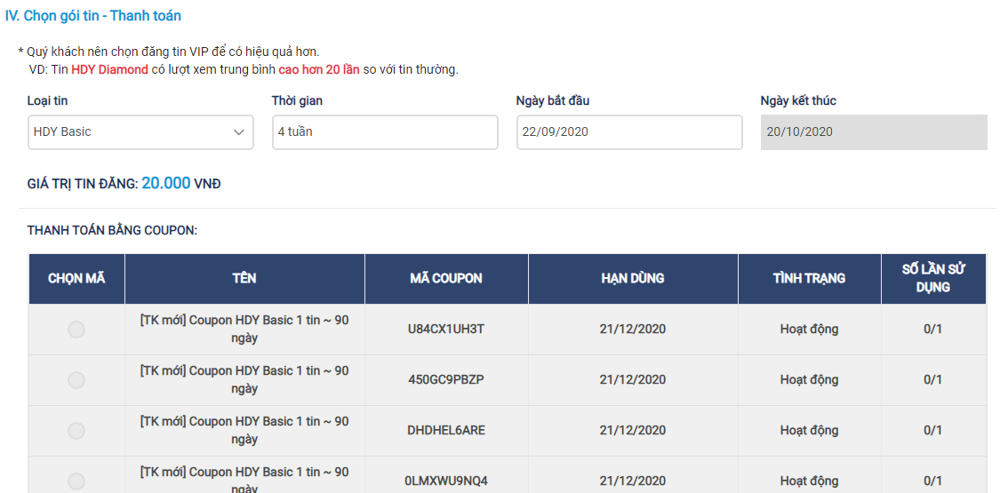 IV. Chọn gói tin - Thanh toán
* Quý khách nên chọn đăng tin VIP để có hiệu quả hơn.
VD: Tin HDY Diamond có lượt xem trung bình cao hơn 20 lần so với tin thường.
Loại tin Thời gian Ngày bắt đầu Ngày kết thúc
HDY Basic 4 tuần 22/09/2020 20/10/2020
GIÁ TRỊ TIN ĐĂNG: 20.000 VNĐ
THANH TOÁN BẰNG COUPON:
CHỌN MÃ TÊN MÃ COUPON HẠN DÙNG TÌNH TRẠNG SỐ LẦN SỬ
DỤNG
[TK mới] Coupon HDY Basic 1 tin ~ 90
ngày
U84CX1UH3T 21/12/2020 Hoạt động 0/1
[TK mới] Coupon HDY Basic 1 tin ~ 90
ngày
450GC9PBZP 21/12/2020 Hoạt động 0/1
[TK mới] Coupon HDY Basic 1 tin ~ 90
ngày
DHDHEL6ARE 21/12/2020 Hoạt động 0/1
[TK mới] Coupon HDY Basic 1 tin ~ 90
ngày
0LMXWU9NQ4 21/12/2020 Hoạt động 0/1